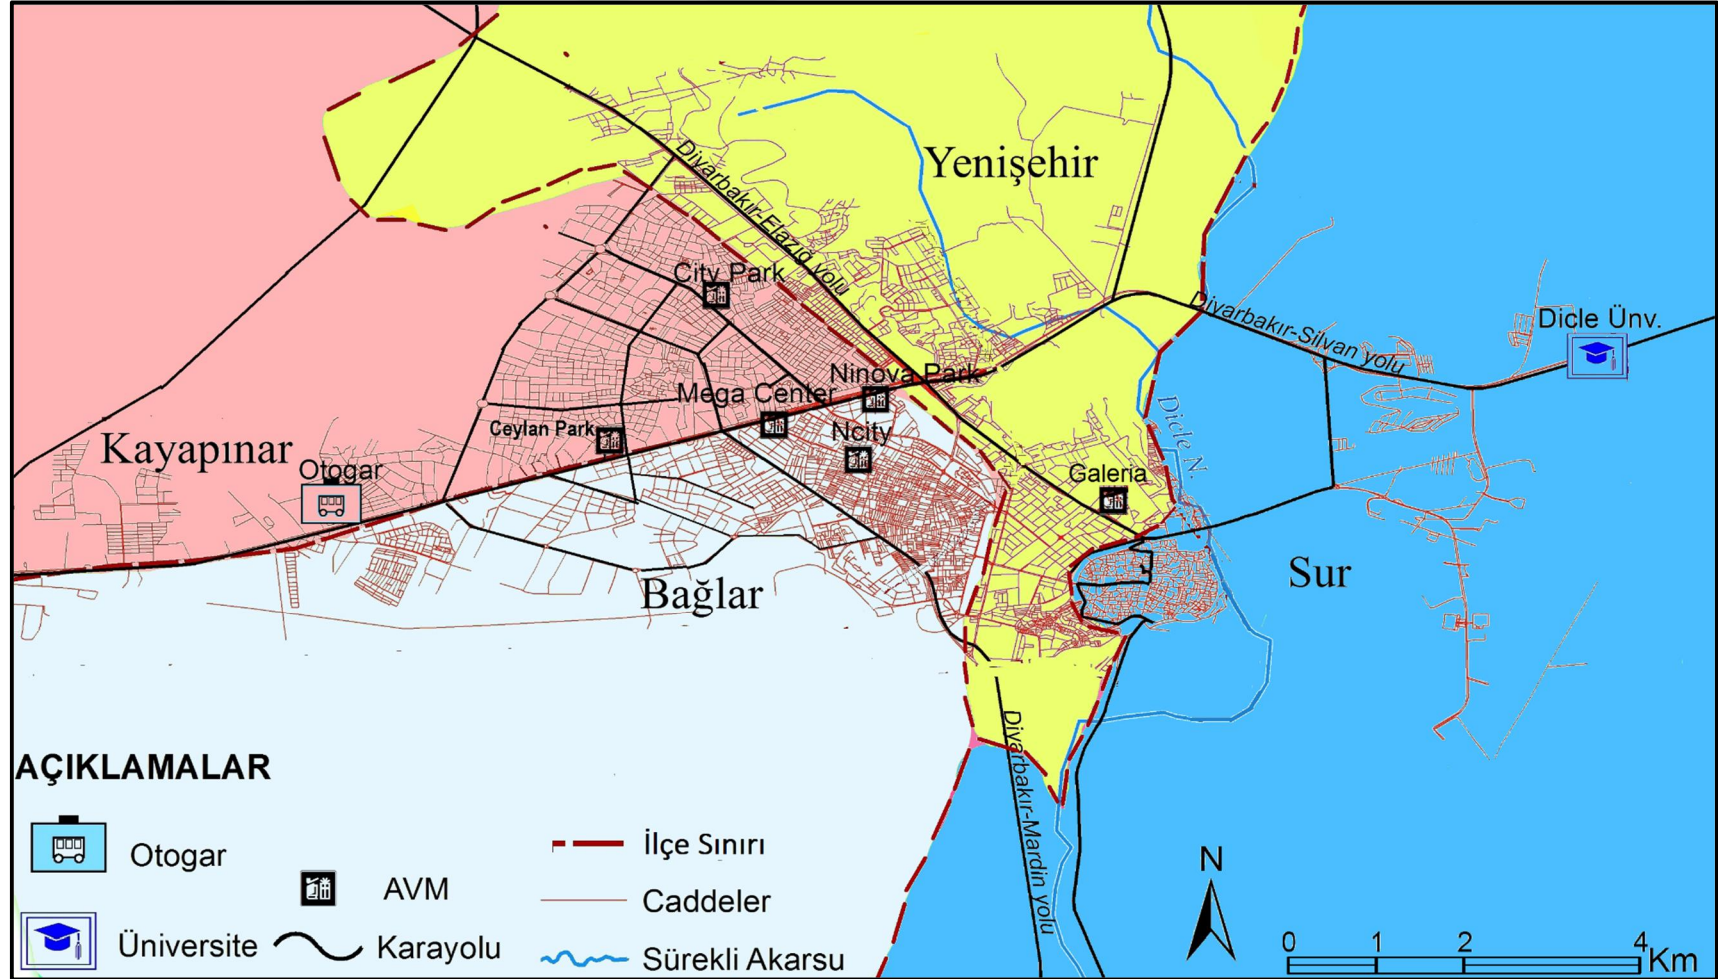 Yenişehir
Diyarbakır-Elazığ yolu
City Park
Diyarbakır-Silvan yolu
Dicle Ünv.
Ninova Park
Mega Center
Ceylan Park
Ncity
Dicle N.
Kayapınar
Otogar
Galeria
Sur
Bağlar
Diyarbakır-Mardin yolu
AÇIKLAMALAR
Otogar
AVM
Üniversite
Karayolu
İlçe Sınırı
Caddeler
Sürekli Akarsu
N
0 1 2 4 Km